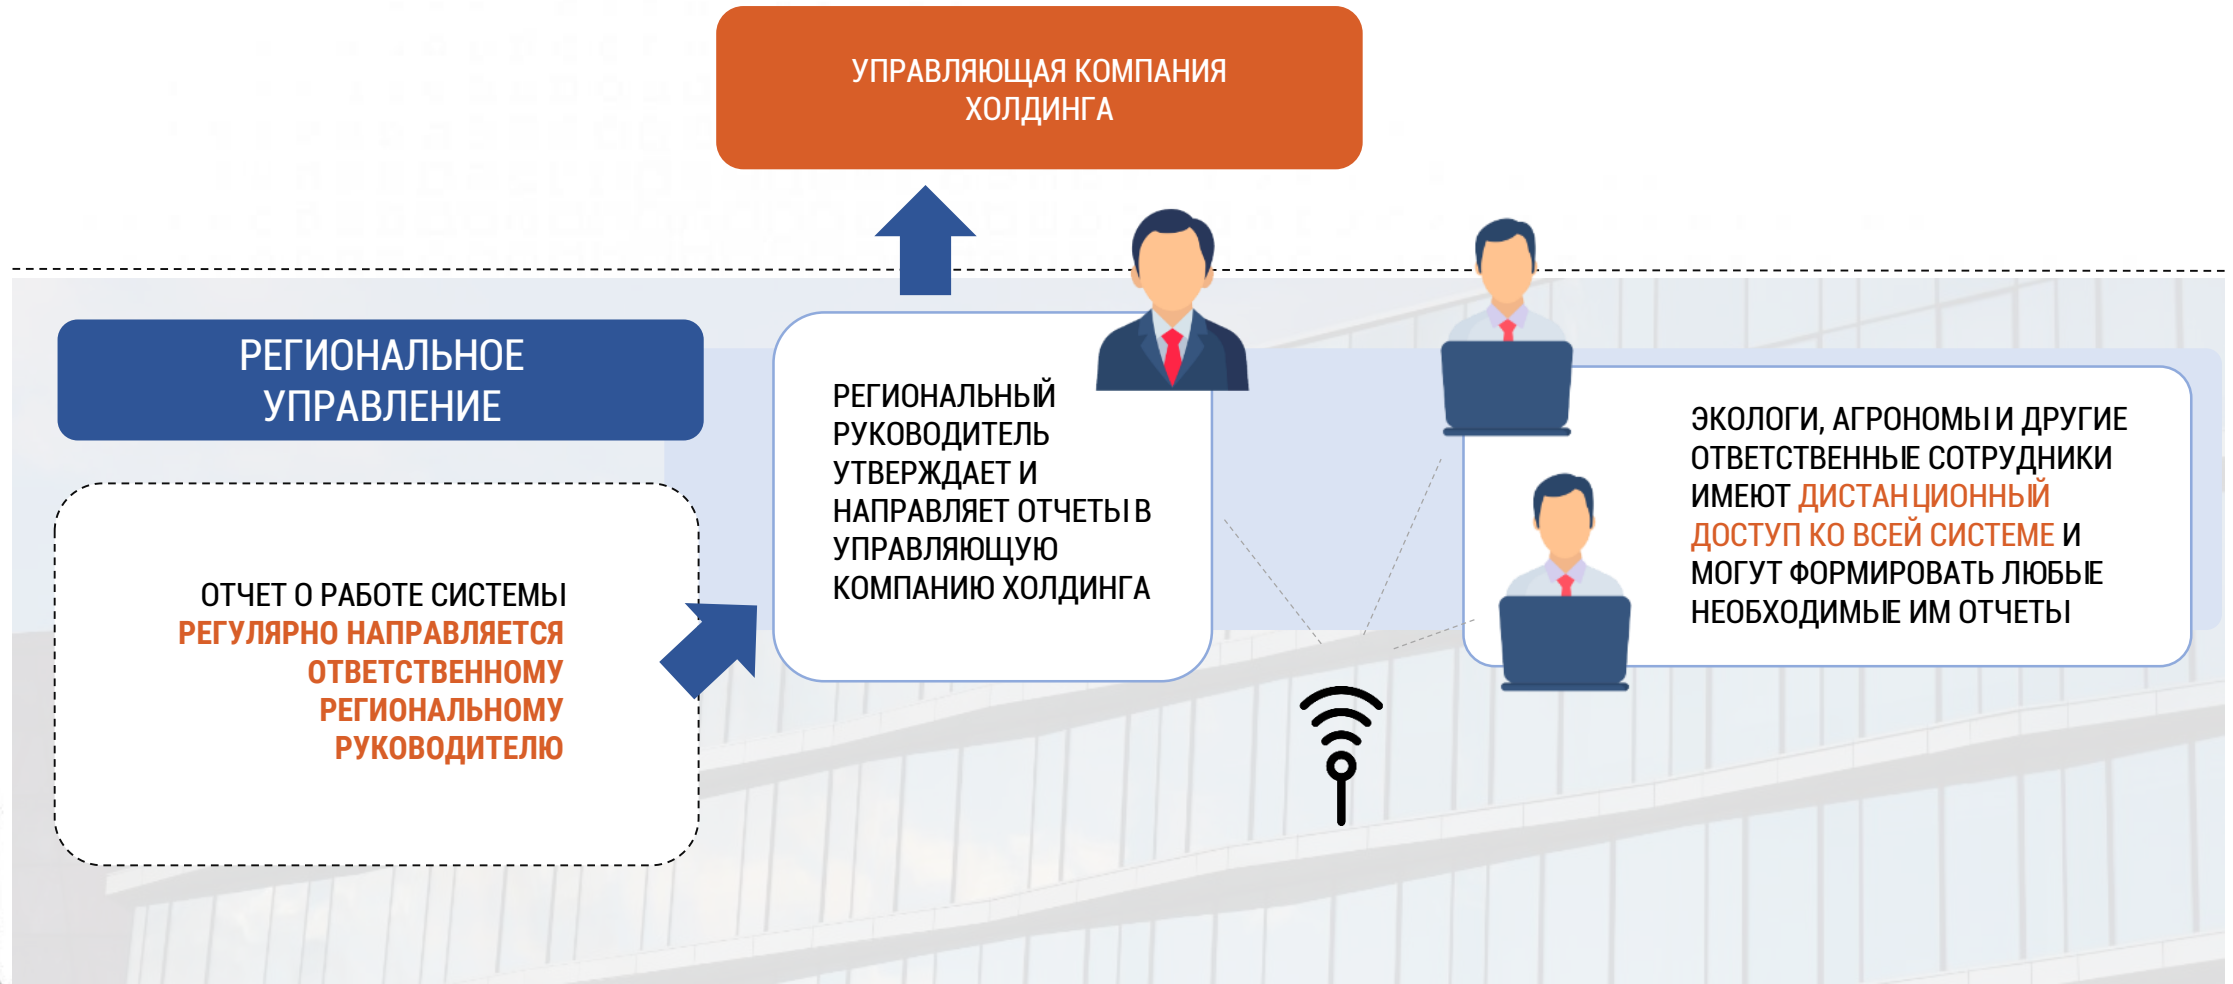 УПРАВЛЯЮЩАЯ КОМПАНИЯ
ХОЛДИНГА
РЕГИОНАЛЬНОЕ
УПРАВЛЕНИЕ
ОТЧЕТ О РАБОТЕ СИСТЕМЫ
РЕГУЛЯРНО НАПРАВЛЯЕТСЯ
ОТВЕТСТВЕННОМУ
РЕГИОНАЛЬНОМУ
РУКОВОДИТЕЛЮ
РЕГИОНАЛЬНЫЙ
РУКОВОДИТЕЛЬ
УТВЕРЖДАЕТ И
НАПРАВЛЯЕТ ОТЧЕТЫ В
УПРАВЛЯЮЩУЮ
КОМПАНИЮ ХОЛДИНГА
ЭКОЛОГИ, АГРОНОМЫ И ДРУГИЕ
ОТВЕТСТВЕННЫЕ СОТРУДНИКИ
ИМЕЮТ ДИСТАНЦИОННЫЙ
ДОСТУП КО ВСЕЙ СИСТЕМЕ И
МОГУТ ФОРМИРОВАТЬ ЛЮБЫЕ
НЕОБХОДИМЫЕ ИМ ОТЧЕТЫ